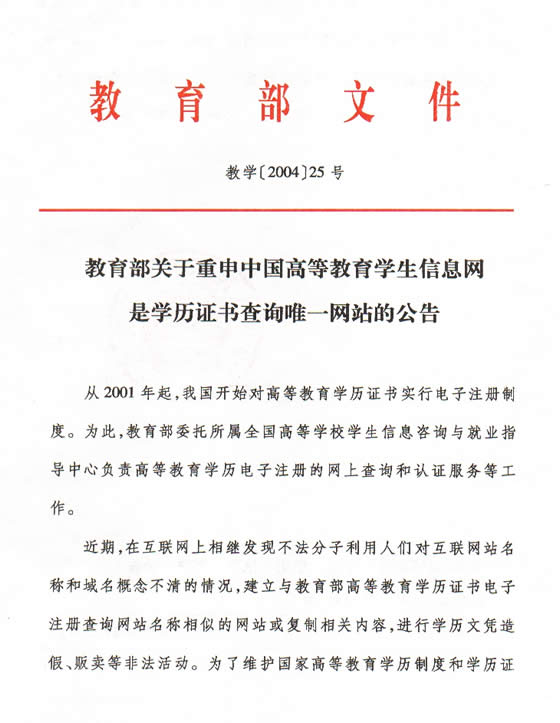 教育部文件
教学〔2004〕25号
教育部关于重申中国高等教育学生信息网
是学历证书查询唯一网站的公告
从2001年起,我国开始对高等教育学历证书实行电子注册制
度。为此,教育部委托所属全国高等学校学生信息咨询与就业指
导中心负责高等教育学历电子注册的网上查询和认证服务等工
作。
近期,在互联网上相继发现不法分子利用人们对互联网站名
称和域名概念不清的情况,建立与教育部高等教育学历证书电子
注册查询网站名称相似的网站或复制相关内容,进行学历文凭造
假、贩卖等非法活动。为了维护国家高等教育学历制度和学历证